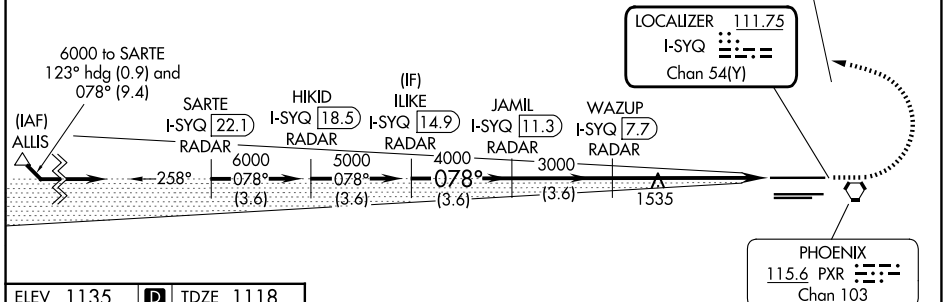 LOCALIZER 111.75
I-SYQ
Chan 54(Y)
6000 to SARTE
123° hdg (0.9) and
078° (9.4)
(IAF)
ALLIS
SARTE
I-SYQ 22.1
RADAR
HIKID
I-SYQ 18.5
RADAR
(IF)
ILIKE
I-SYQ 14.9
RADAR
JAMIL
I-SYQ 11.3
RADAR
WAZUP
I-SYQ 7.7
RADAR
258°
6000
078°
(3.6)
5000
078°
(3.6)
4000
078°
(3.6)
3000
(3.6)
1535
PHOENIX
115.6 PXR
Chan 103
ELEV 1135 D TDZE 1118